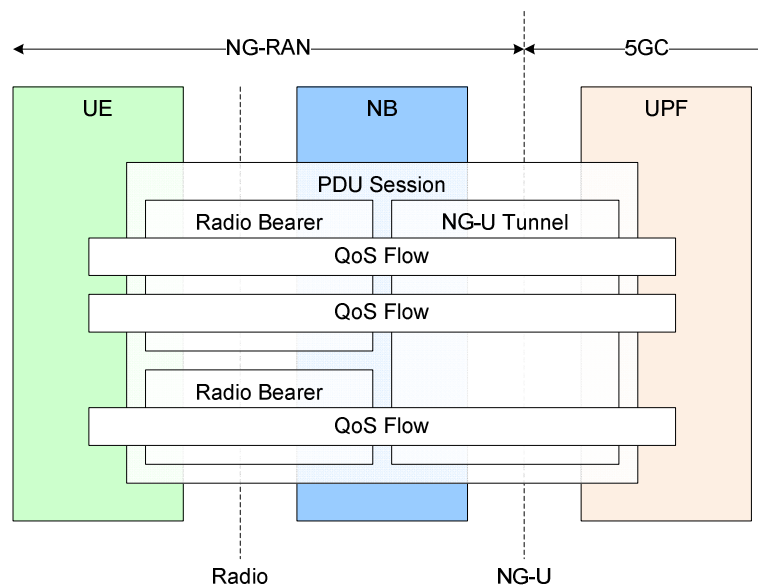 NG-RAN
5GC
UE
NB
UPF
PDU Session
Radio Bearer
NG-U Tunnel
QoS Flow
QoS Flow
Radio Bearer
QoS Flow
Radio
NG-U